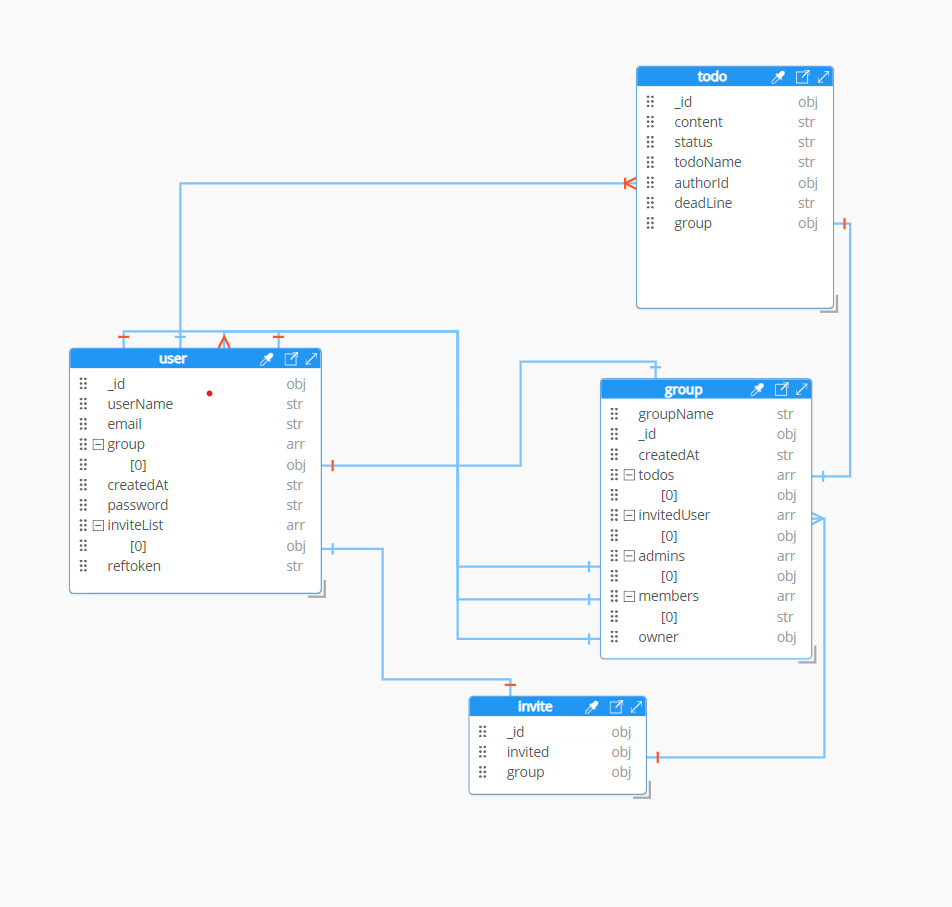 todo
_id obj
content str
status str
todoName str
authorId obj
deadLine str
group obj
user
_id obj
userName str
email str
group arr
[0] obj
createdAt str
password str
inviteList arr
[0] obj
reftoken str
group
groupName str
_id obj
createdAt str
todos arr
[0] obj
invitedUser arr
[0] obj
admins arr
[0] obj
members arr
[0] str
owner obj
invite
_id obj
invited obj
group obj